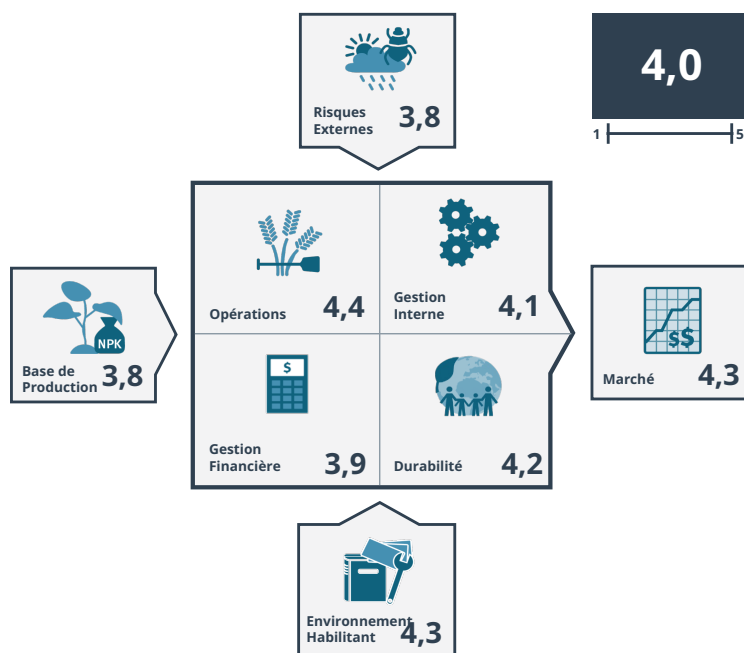 Risques
Externes 3,8
4,0
1 5
Opérations 4,4
Gestion
Interne 4,1
NPK
Base de
Production 3,8
$
$$
Marché 4,3
Gestion
Financière 3,9
Durabilité 4,2
Environnement
Habilitant 4,3